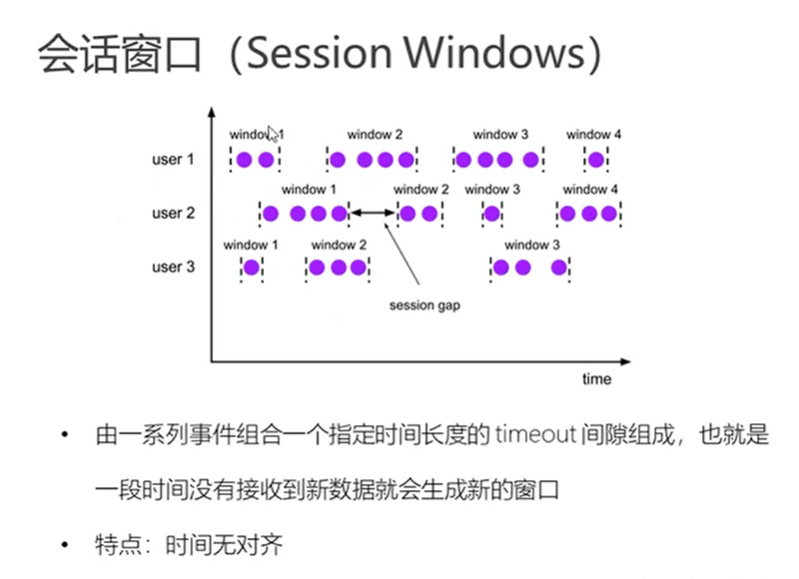 会话窗口（Session Windows）
window 1 window 2 window 3 window 4
user 1
window 1 window 2 window 3 window 4
user 2
window 1 window 2 window 3
user 3
session gap
time
• 由一系列事件组合一个指定时间长度的 timeout 间隙组成，也就是
一段时间没有接收到新数据就会生成新的窗口
• 特点：时间无对齐